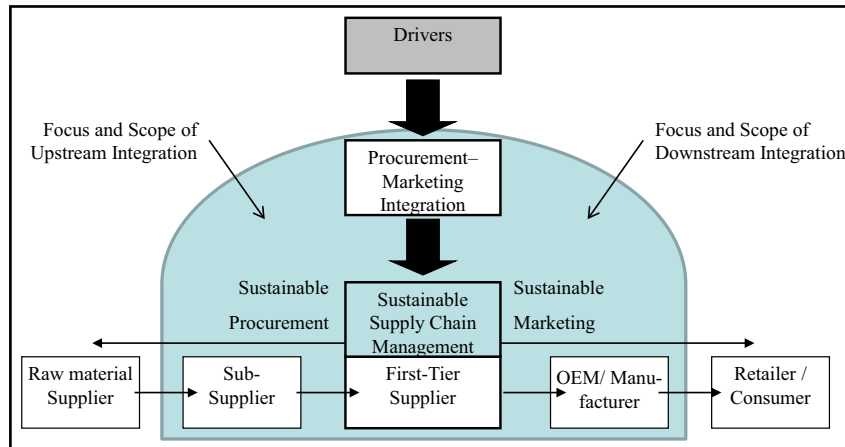 Drivers
Focus and Scope of
Upstream Integration
Focus and Scope of
Downstream Integration
Procurement–
Marketing
Integration
Sustainable
Procurement
Sustainable
Supply Chain
Management
Sustainable
Marketing
Raw material
Supplier
Sub-
Supplier
First-Tier
Supplier
OEM/ Manu-
facturer
Retailer /
Consumer